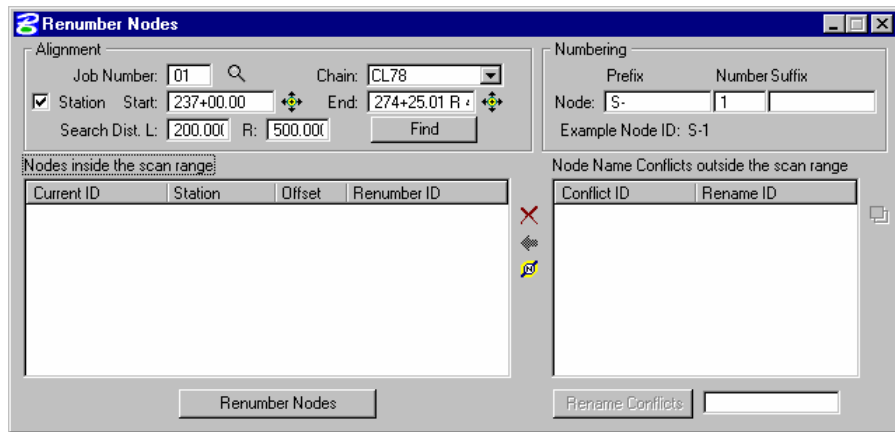 Renumber Nodes
Alignment
Job Number: 01 Chain: CL78
Station Start: 237+00.00 End: 274+25.01 R
Search Dist. L: 200.00( R: 500.00( Find
Numbering
Prefix Number Suffix
Node: S- 1
Example Node ID: S-1
Nodes inside the scan range
Current ID Station Offset Renumber ID
Node Name Conflicts outside the scan range
Conflict ID Rename ID
Renumber Nodes
Rename Conflicts